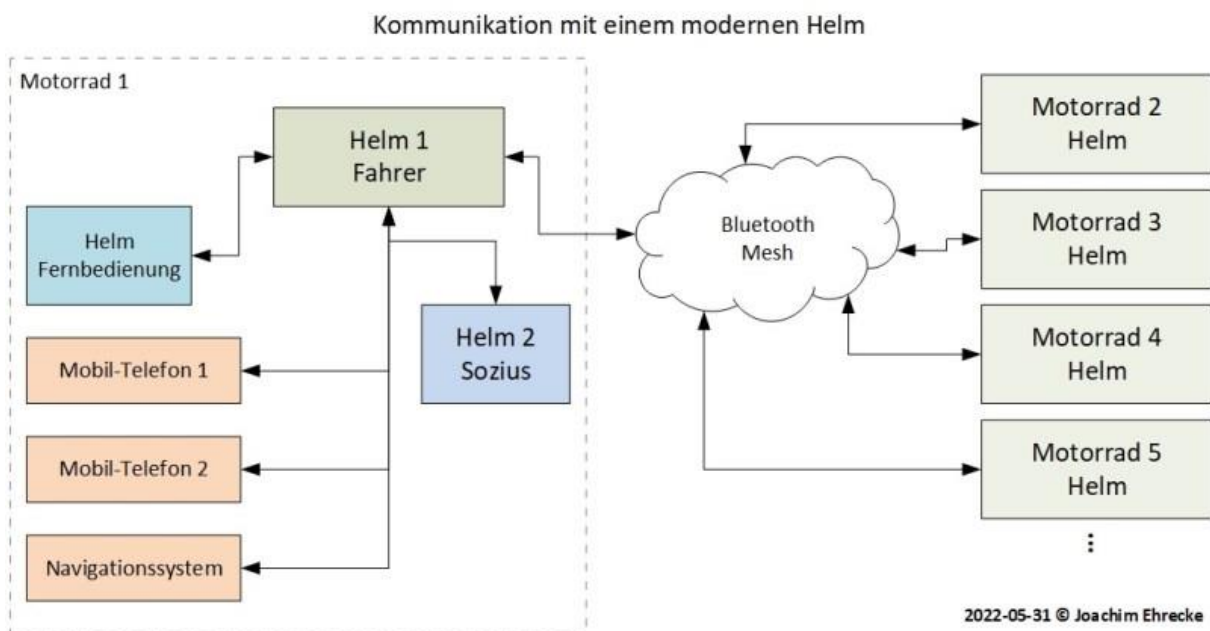 Kommunikation mit einem modernen Helm
Motorrad 1
Helm 1
Fahrer
Helm
Fernbedienung
Helm 2
Sozius
Mobil-Telefon 1
Mobil-Telefon 2
Navigationssystem
Bluetooth
Mesh
Motorrad 2
Helm
Motorrad 3
Helm
Motorrad 4
Helm
Motorrad 5
Helm
...
2022-05-31 © Joachim Ehrecke